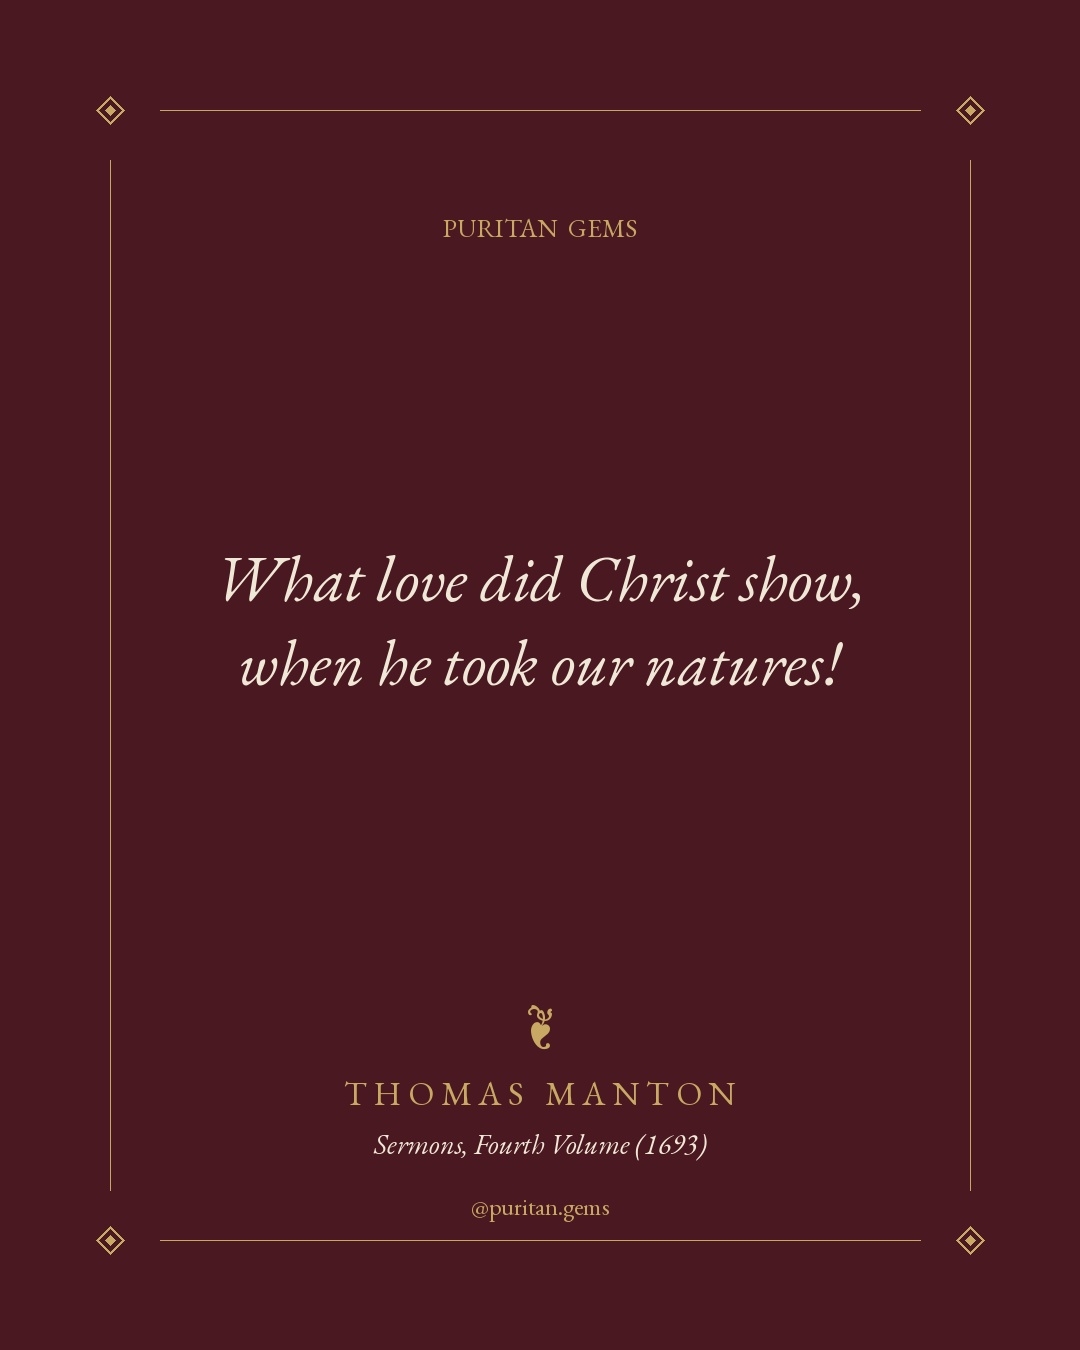 PURITAN GEMS
What love did Christ show,
when he took our natures!
THOMAS MANTON
Sermons, Fourth Volume (1693)
@puritan.gems